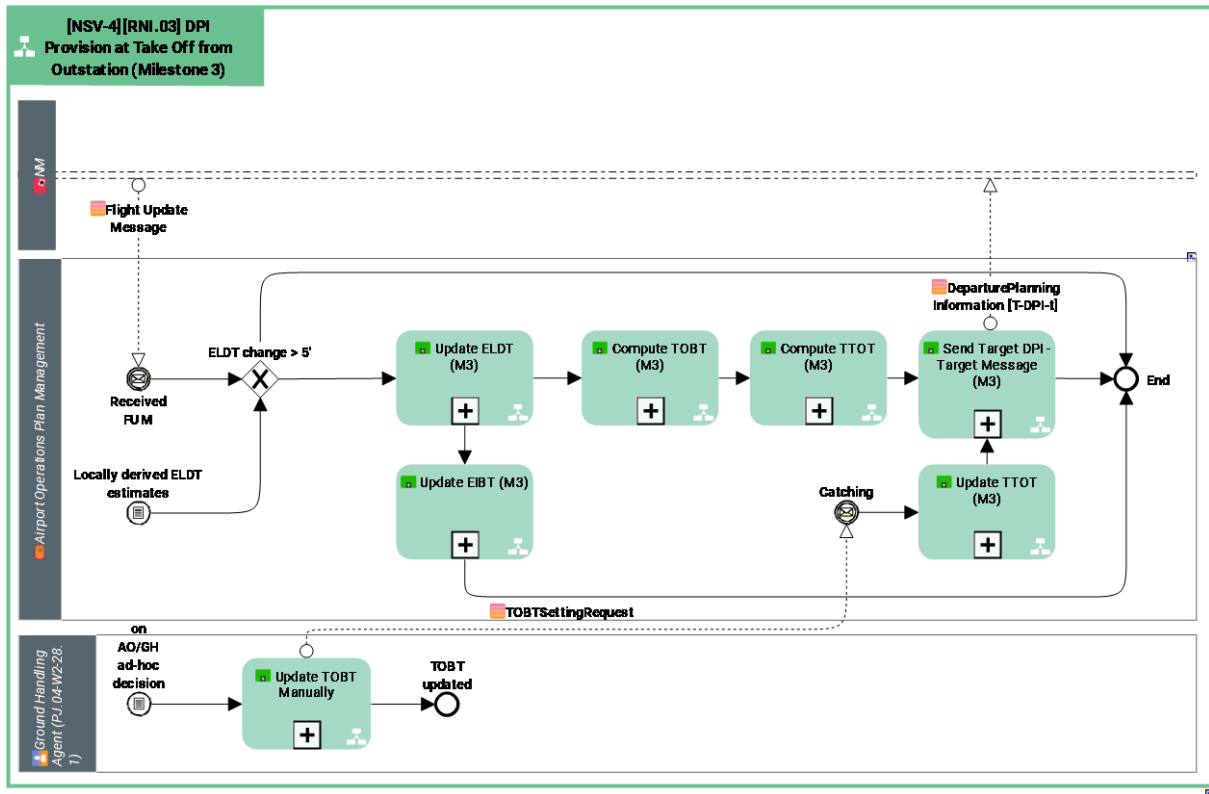 [NSV-4][RNI.03] DPI
Provision at Take Off from
Outstation (Milestone 3)
NM
Flight Update
Message
Airport Operations Plan Management
DeparturePlanning
Information [T-DPI-t]
ELDT change > 5'
Update ELDT
(M3)
Compute TOBT
(M3)
Compute TTOT
(M3)
Send Target DPI -
Target Message
(M3)
End
Received
FUM
Locally derived ELDT
estimates
Update EIBT (M3)
Catching
Update TTOT
(M3)
TOBTSettingRequest
Ground Handling
Agent (PJ.04-W2-28.
1)
on
AO/GH
ad-hoc
decision
Update TOBT
Manually
TOBT
updated